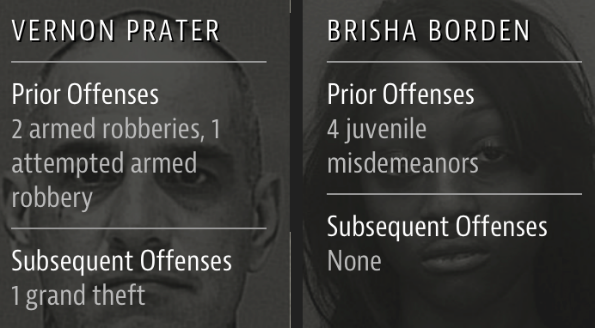 VERNON PRATER
Prior Offenses
2 armed robberies, 1
attempted armed
robbery
Subsequent Offenses
1 grand theft
BRISHA BORDEN
Prior Offenses
4 juvenile
misdemeanors
Subsequent Offenses
None